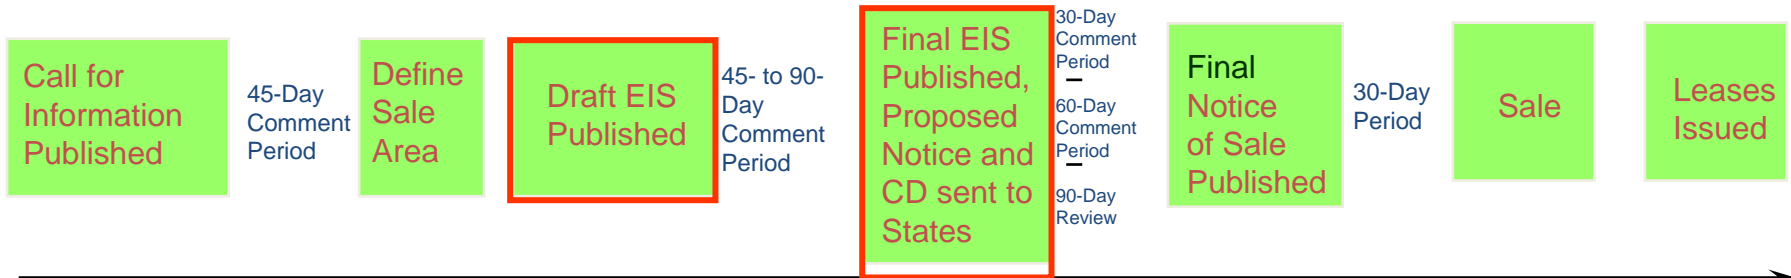 Call for
Information
Published
45-Day
Comment
Period
Define
Sale
Area
Draft EIS
Published
45- to 90-
Day
Comment
Period
Final EIS
Published,
Proposed
Notice and
CD sent to
States
30-Day
Comment
Period
–
60-Day
Comment
Period
–
90-Day
Review
Final
Notice
of Sale
Published
30-Day
Period
Sale
Leases
Issued